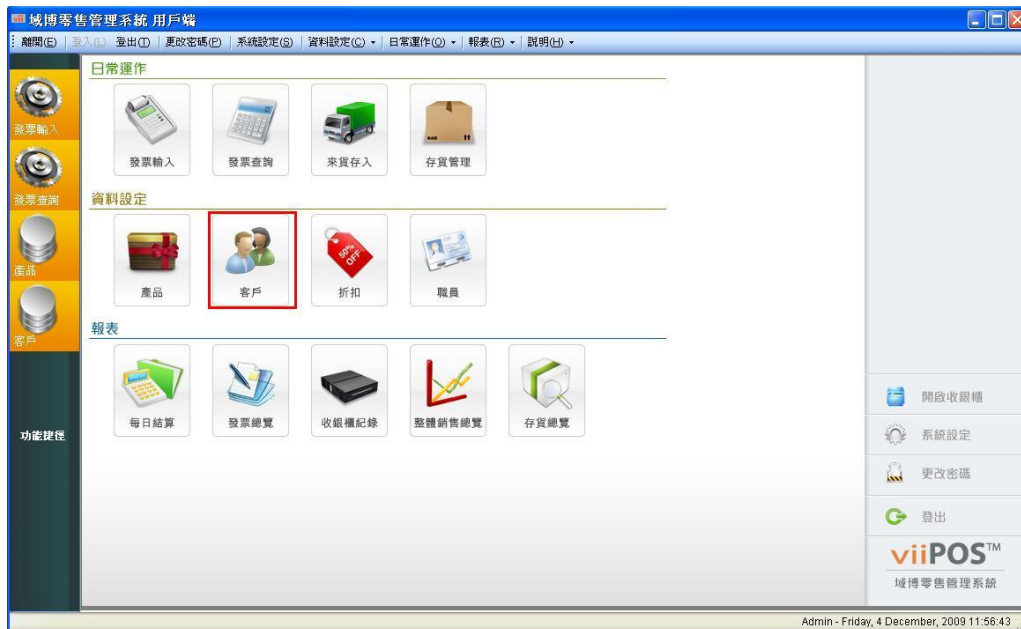 vii 域博零售管理系統 用戶端
離開(E) 登入(L) 登出(T) 更改密碼(P) 系統設定(S) 資料設定(C) 日常運作(O) 報表(R) 説明(H)
日常運作
發票輸入 發票查詢 來貨存入 存貨管理
資料設定
50% OFF
產品 客戶 折扣 職員
報表
每日結算 發票總覽 收銀櫃紀錄 整體銷售總覽 存貨總覽
發票輸入
發票查詢
產品
客戶
功能捷徑
開啟收銀櫃
系統設定
更改密碼
登出
viiPOS™
域博零售管理系統
Admin - Friday, 4 December, 2009 11:56:43